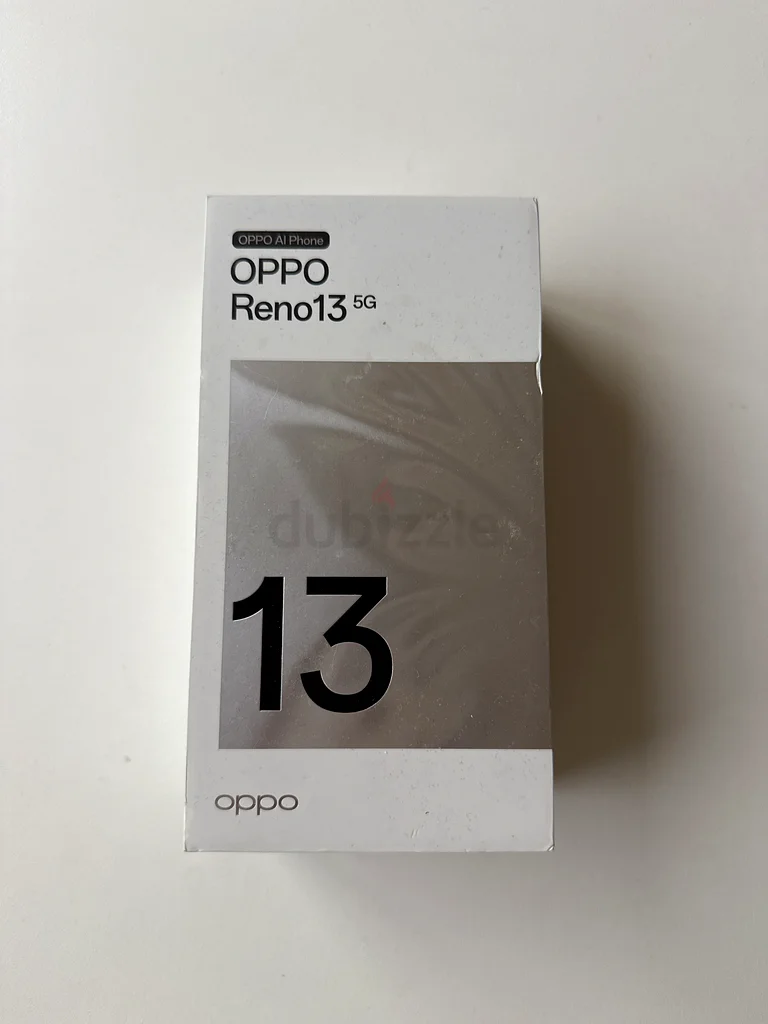 OPPO AI Phone
OPPO
Reno13 5G
dubizzle
13
oppo